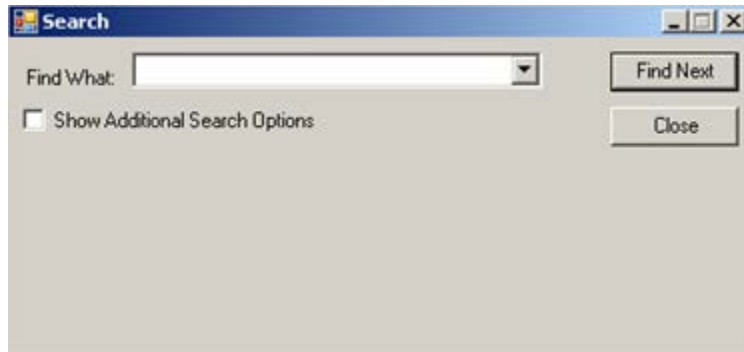 Search
Find What:
Find Next
Show Additional Search Options
Close